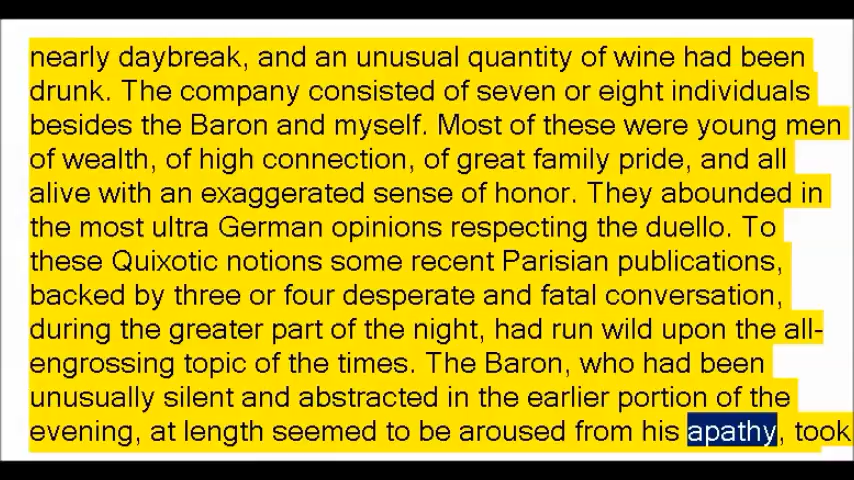 nearly daybreak, and an unusual quantity of wine had been
drunk. The company consisted of seven or eight individuals
besides the Baron and myself. Most of these were young men
of wealth, of high connection, of great family pride, and all
alive with an exaggerated sense of honor. They abounded in
the most ultra German opinions respecting the duello. To
these Quixotic notions some recent Parisian publications,
backed by three or four desperate and fatal conversation,
during the greater part of the night, had run wild upon the all-
engrossing topic of the times. The Baron, who had been
unusually silent and abstracted in the earlier portion of the
evening, at length seemed to be aroused from his apathy, took